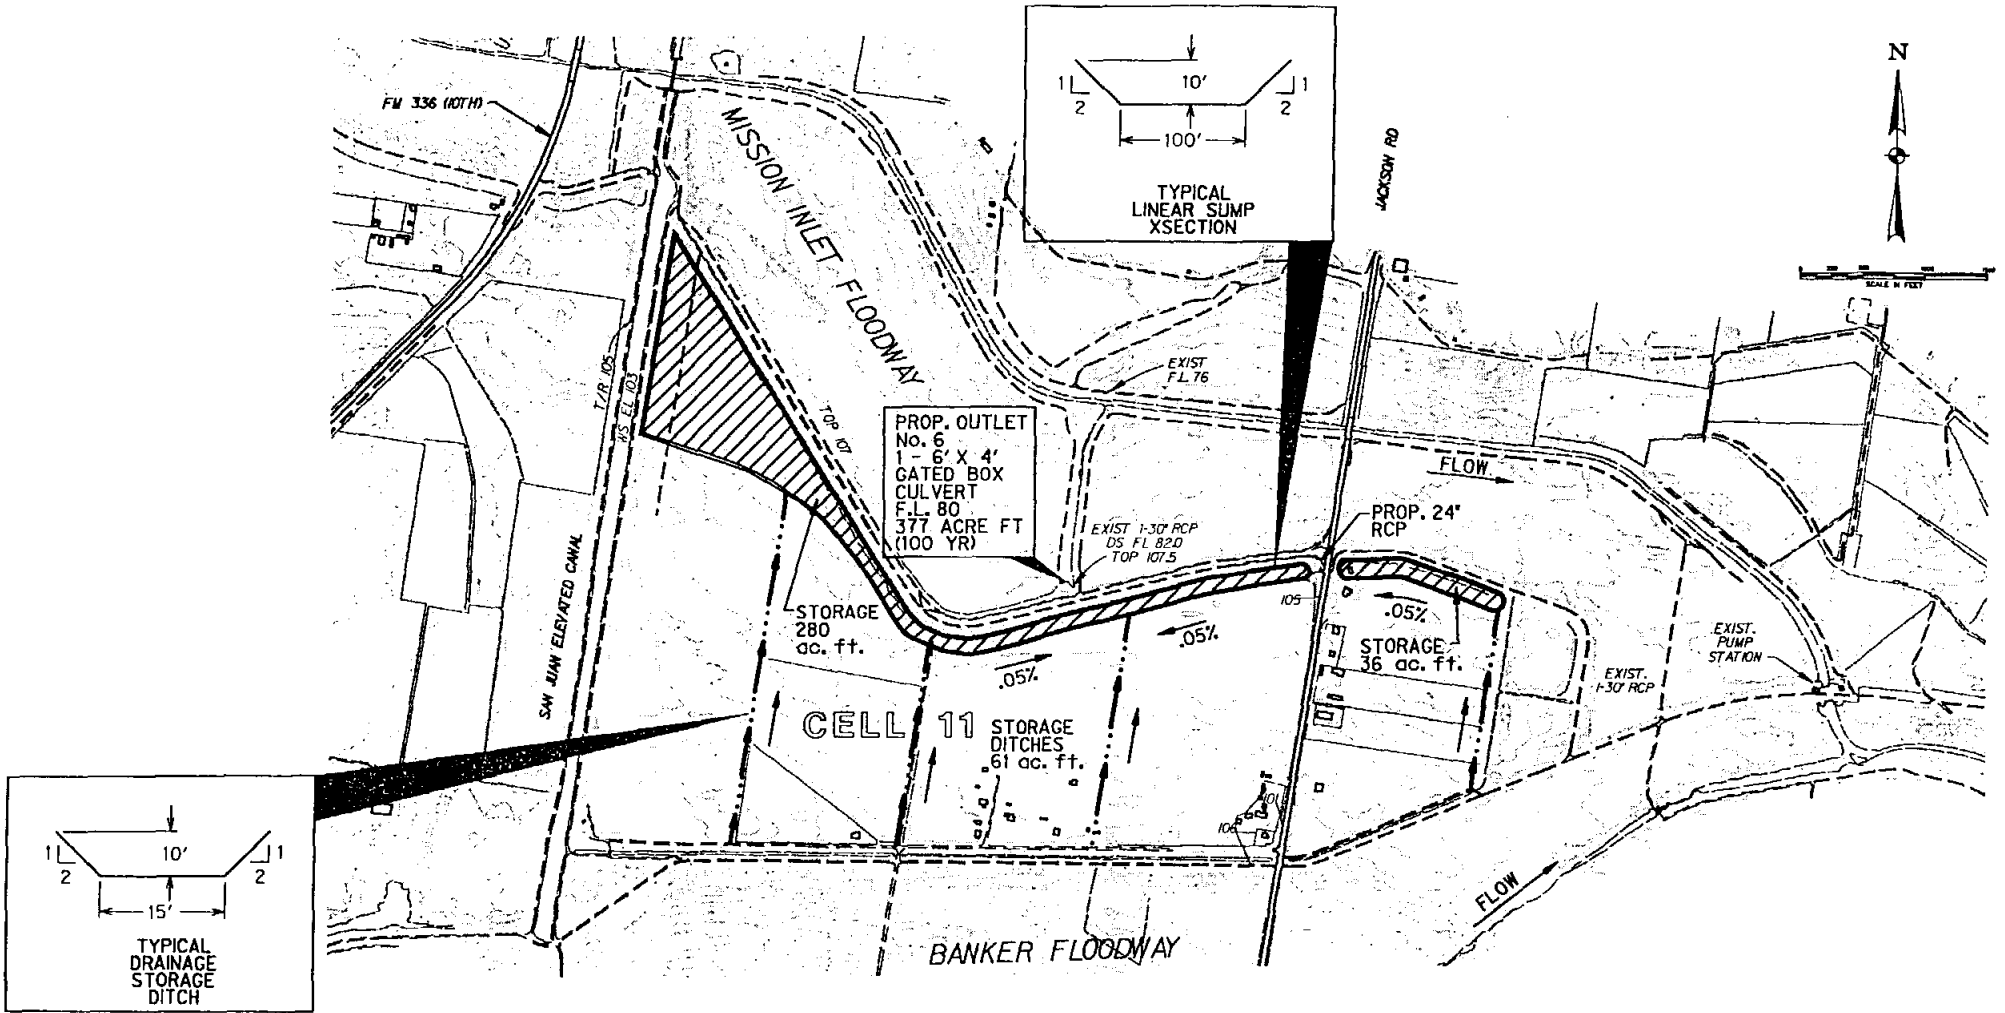 N
SCALE IN FEET
FM 336 (10TH)
MISSION INLET FLOODWAY
1
2
10'
1
2
100'
TYPICAL
LINEAR SUMP
XSECTION
JACKSON RD
T/R 105
WS EL 103
TOP 107
EXIST
F.L. 76
PROP. OUTLET
No. 6
1 - 6' X 4'
GATED BOX
CULVERT
F.L. 80
377 ACRE FT
(100 YR)
EXIST 1-30" RCP
DS FL 82.0
TOP 107.5
FLOW
PROP. 24"
RCP
SAN JUAN ELEVATED CANAL
STORAGE
280
ac. ft.
.05%
.05%
105
.05%
STORAGE
36 ac. ft.
EXIST.
1-30" RCP
EXIST.
PUMP
STATION
CELL 11
STORAGE
DITCHES
61 ac. ft.
101
106
FLOW
BANKER FLOODWAY
1
2
10'
1
2
15'
TYPICAL
DRAINAGE
STORAGE
DITCH